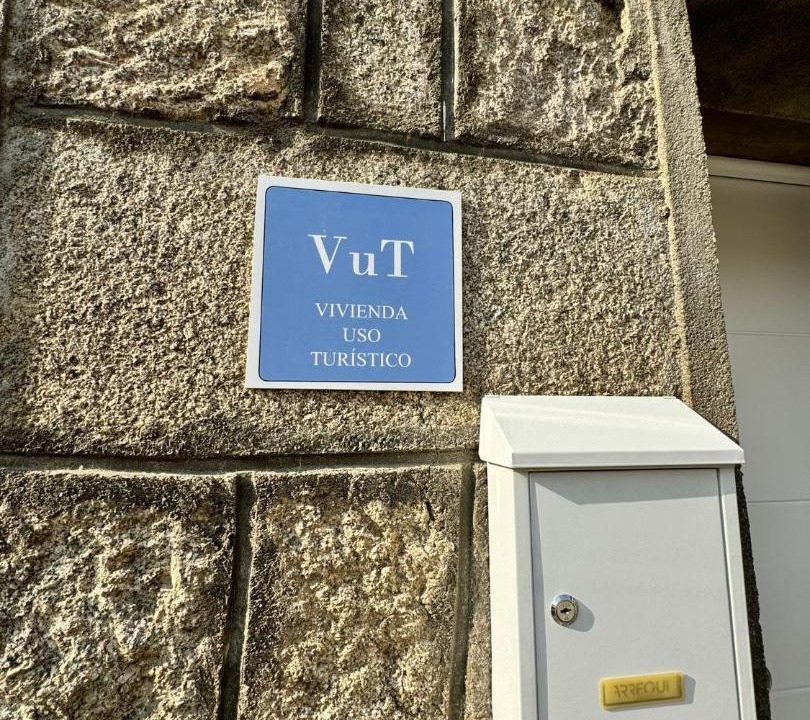 VuT
VIVIENDA
USO
TURÍSTICO
ARREGUI